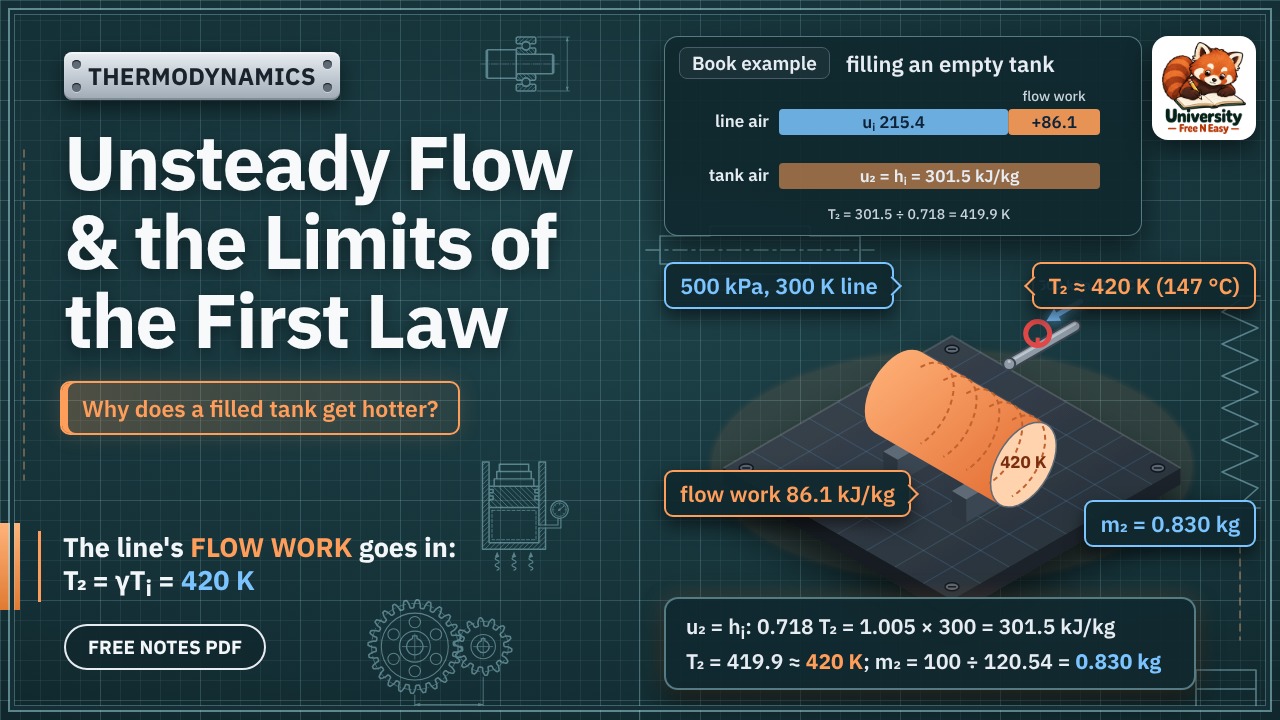 THERMODYNAMICS
Unsteady Flow
& the Limits of
the First Law
Why does a filled tank get hotter?
The line's FLOW WORK goes in:
T₂ = γTᵢ = 420 K
FREE NOTES PDF
Book example filling an empty tank
flow work
line air uᵢ 215.4 +86.1
tank air u₂ = hᵢ = 301.5 kJ/kg
T₂ = 301.5 ÷ 0.718 = 419.9 K
University
Free N Easy
500 kPa, 300 K line
T₂ ≈ 420 K (147 °C)
420 K
flow work 86.1 kJ/kg
m₂ = 0.830 kg
u₂ = hᵢ: 0.718 T₂ = 1.005 × 300 = 301.5 kJ/kg
T₂ = 419.9 ≈ 420 K; m₂ = 100 ÷ 120.54 = 0.830 kg